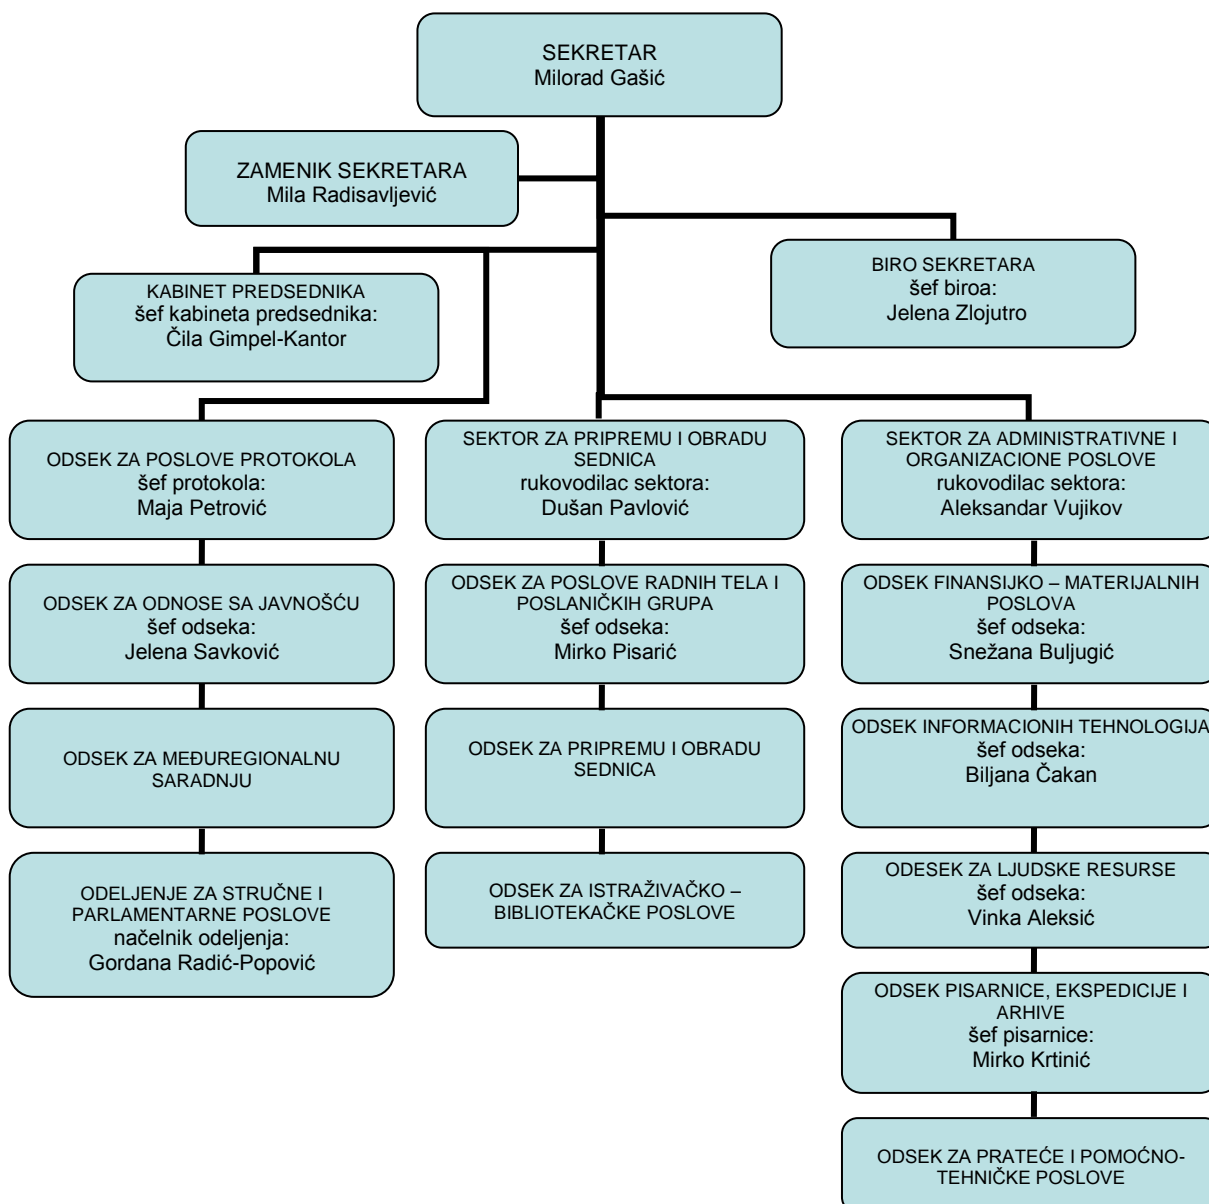 SEKRETAR
Milorad Gašić
ZAMENIK SEKRETARA
Mila Radisavljević
BIRO SEKRETARA
šef biroa:
Jelena Zlojutro
KABINET PREDSEDNIKA
šef kabineta predsednika:
Čila Gimpel-Kantor
ODSEK ZA POSLOVE PROTOKOLA
šef protokola:
Maja Petrović
ODSEK ZA ODNOSE SA JAVNOŠĆU
šef odseka:
Jelena Savković
ODSEK ZA MEĐUREGIONALNU
SARADNJU
ODELJENJE ZA STRUČNE I
PARLAMENTARNE POSLOVE
načelnik odeljenja:
Gordana Radić-Popović
SEKTOR ZA PRIPREMU I OBRADU
SEDNICA
rukovodilac sektora:
Dušan Pavlović
ODSEK ZA POSLOVE RADNIH TELA I
POSLANIČKIH GRUPA
šef odseka:
Mirko Pisarić
ODSEK ZA PRIPREMU I OBRADU
SEDNICA
ODSEK ZA ISTRAŽIVAČKO –
BIBLIOTEKAČKE POSLOVE
SEKTOR ZA ADMINISTRATIVNE I
ORGANIZACIONE POSLOVE
rukovodilac sektora:
Aleksandar Vujikov
ODSEK FINANSIJKO – MATERIJALNIH
POSLOVA
šef odseka:
Snežana Buljugić
ODSEK INFORMACIONIH TEHNOLOGIJA
šef odseka:
Biljana Čakan
ODESEK ZA LJUDSKE RESURSE
šef odseka:
Vinka Aleksić
ODSEK PISARNICE, EKSPEDICIJE I
ARHIVE
šef pisarnice:
Mirko Krtinić
ODSEK ZA PRATEĆE I POMOĆNO-
TEHNIČKE POSLOVE